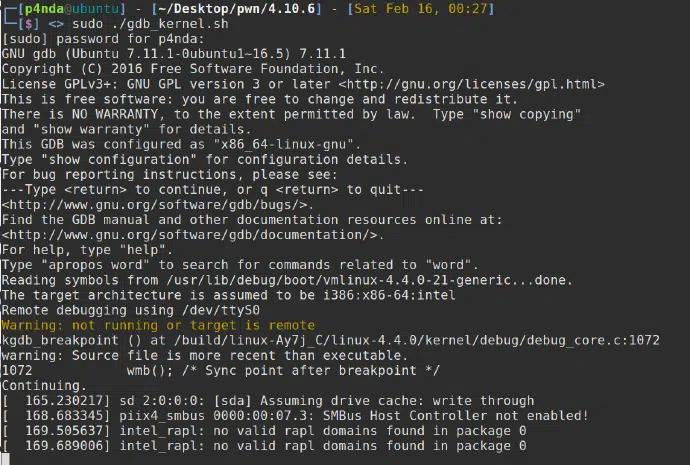 [p4nda@ubuntu] - [~/Desktop/pwn/4.10.6] - [Sat Feb 16, 00:27]
[$] <> sudo ./gdb_kernel.sh
[sudo] password for p4nda:
GNU gdb (Ubuntu 7.11.1-0ubuntu1~16.5) 7.11.1
Copyright (C) 2016 Free Software Foundation, Inc.
License GPLv3+: GNU GPL version 3 or later <http://gnu.org/licenses/gpl.html>
This is free software: you are free to change and redistribute it.
There is NO WARRANTY, to the extent permitted by law.  Type "show copying"
and "show warranty" for details.
This GDB was configured as "x86_64-linux-gnu".
Type "show configuration" for configuration details.
For bug reporting instructions, please see:
---Type <return> to continue, or q <return> to quit---
<http://www.gnu.org/software/gdb/bugs/>.
Find the GDB manual and other documentation resources online at:
<http://www.gnu.org/software/gdb/documentation/>.
For help, type "help".
Type "apropos word" to search for commands related to "word".
Reading symbols from /usr/lib/debug/boot/vmlinux-4.4.0-21-generic...done.
The target architecture is assumed to be i386:x86-64:intel
Remote debugging using /dev/ttyS0
Warning: not running or target is remote
kgdb_breakpoint () at /build/linux-Ay7j_C/linux-4.4.0/kernel/debug/debug_core.c:1072
warning: Source file is more recent than executable.
1072            wmb(); /* Sync point after breakpoint */
Continuing.
[  165.230217] sd 2:0:0:0: [sda] Assuming drive cache: write through
[  168.683345] piix4_smbus 0000:00:07.3: SMBus Host Controller not enabled!
[  169.505637] intel_rapl: no valid rapl domains found in package 0
[  169.689006] intel_rapl: no valid rapl domains found in package 0